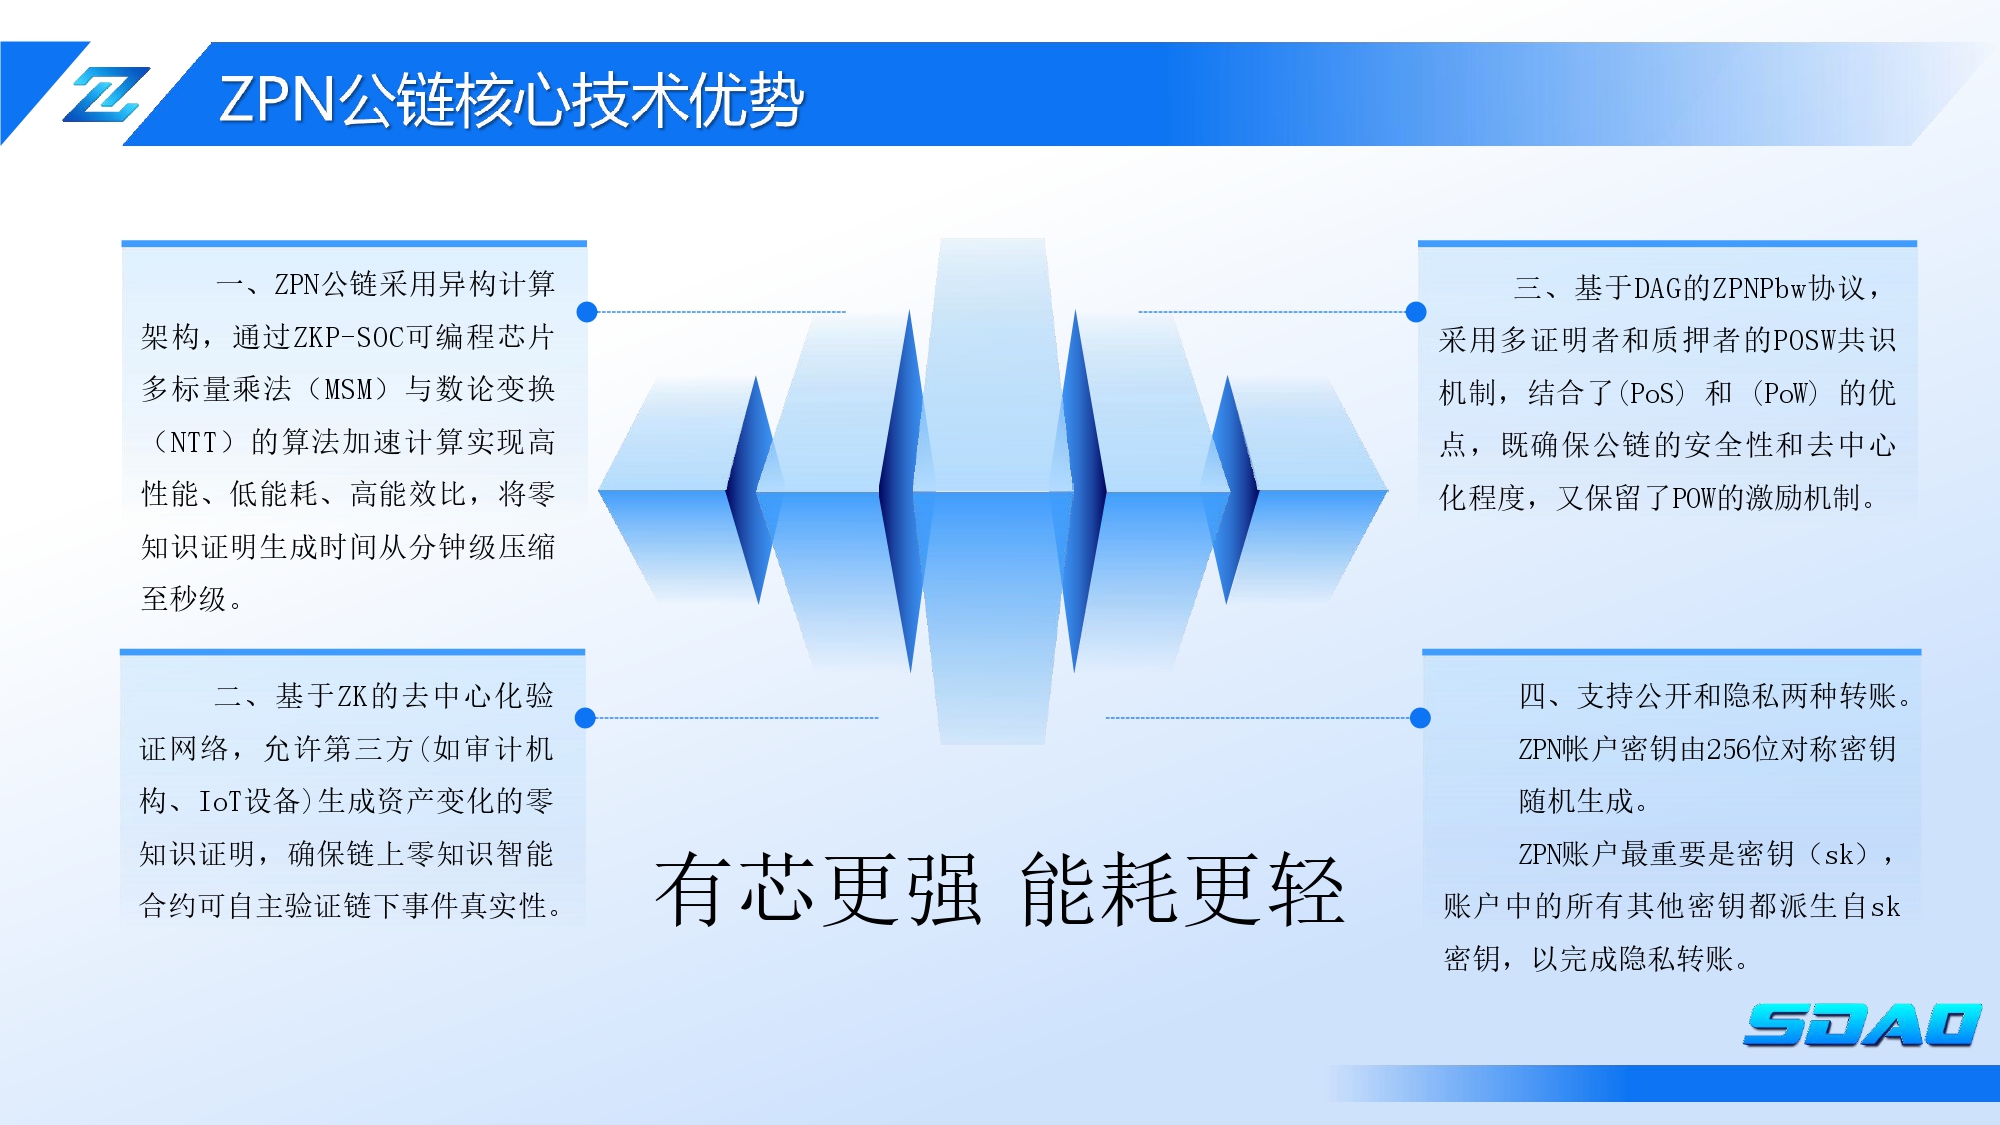 ZPN公链核心技术优势
一、ZPN公链采用异构计算
架构，通过ZKP-SOC可编程芯片
多标量乘法（MSM）与数论变换
（NTT）的算法加速计算实现高
性能、低能耗、高能效比，将零
知识证明生成时间从分钟级压缩
至秒级。
二、基于ZK的去中心化验
证网络，允许第三方(如审计机
构、IoT设备)生成资产变化的零
知识证明，确保链上零知识智能
合约可自主验证链下事件真实性。
三、基于DAG的ZPNPbw协议，
采用多证明者和质押者的POSW共识
机制，结合了(PoS) 和 (PoW) 的优
点，既确保公链的安全性和去中心
化程度，又保留了POW的激励机制。
四、支持公开和隐私两种转账。
ZPN帐户密钥由256位对称密钥
随机生成。
ZPN账户最重要是密钥（sk），
账户中的所有其他密钥都派生自sk
密钥，以完成隐私转账。
有芯更强 能耗更轻
SDAO